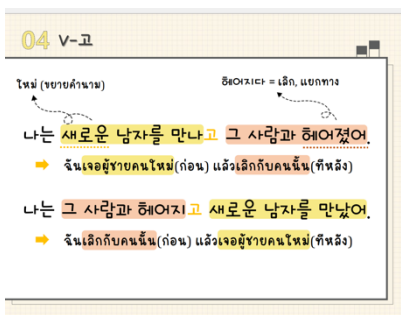 04 V-고
ใหม่ (ขยายคำนาม) 헤어지다 = เลิก, แยกทาง
나는 새로운 남자를 만나고 그 사람과 헤어졌어.
ฉันเจอผู้ชายคนใหม่(ก่อน) แล้วเลิกกับคนนั้น(ทีหลัง)
나는 그 사람과 헤어지고 새로운 남자를 만났어.
ฉันเลิกกับคนนั้น(ก่อน) แล้วเจอผู้ชายคนใหม่(ทีหลัง)